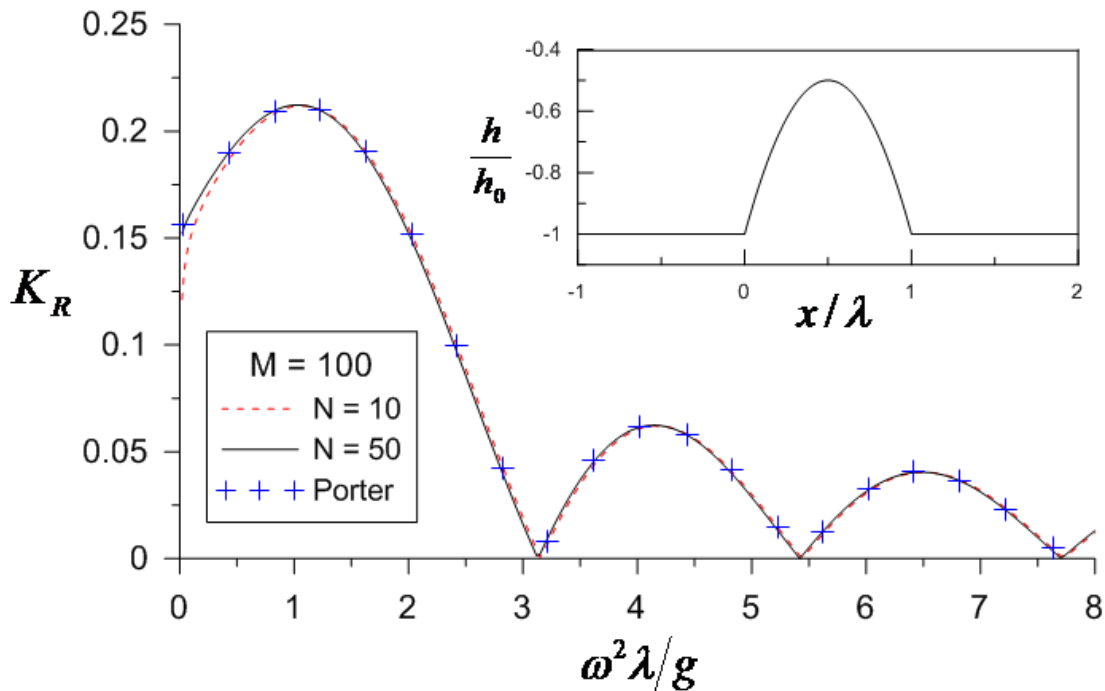 0.25
0.2
0.15
0.1
0.05
0
K_R
0 1 2 3 4 5 6 7 8
ω²λ/g
M = 100
N = 10
N = 50
Porter
-0.4
-0.6
-0.8
-1
h/h₀
-1 0 1 2
x/λ